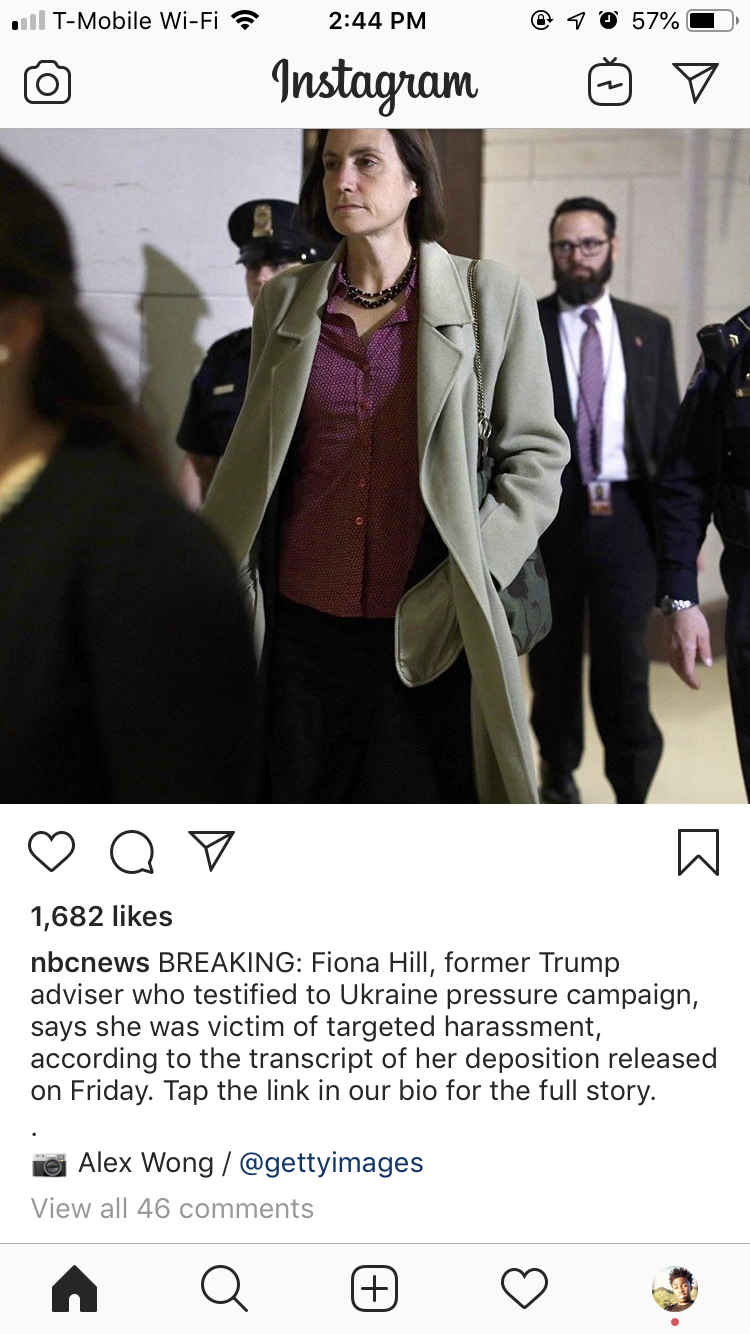 T-Mobile Wi-Fi 2:44 PM 57%
Instagram
1,682 likes
nbcnews BREAKING: Fiona Hill, former Trump
adviser who testified to Ukraine pressure campaign,
says she was victim of targeted harassment,
according to the transcript of her deposition released
on Friday. Tap the link in our bio for the full story.
.
📷 Alex Wong / @gettyimages
View all 46 comments